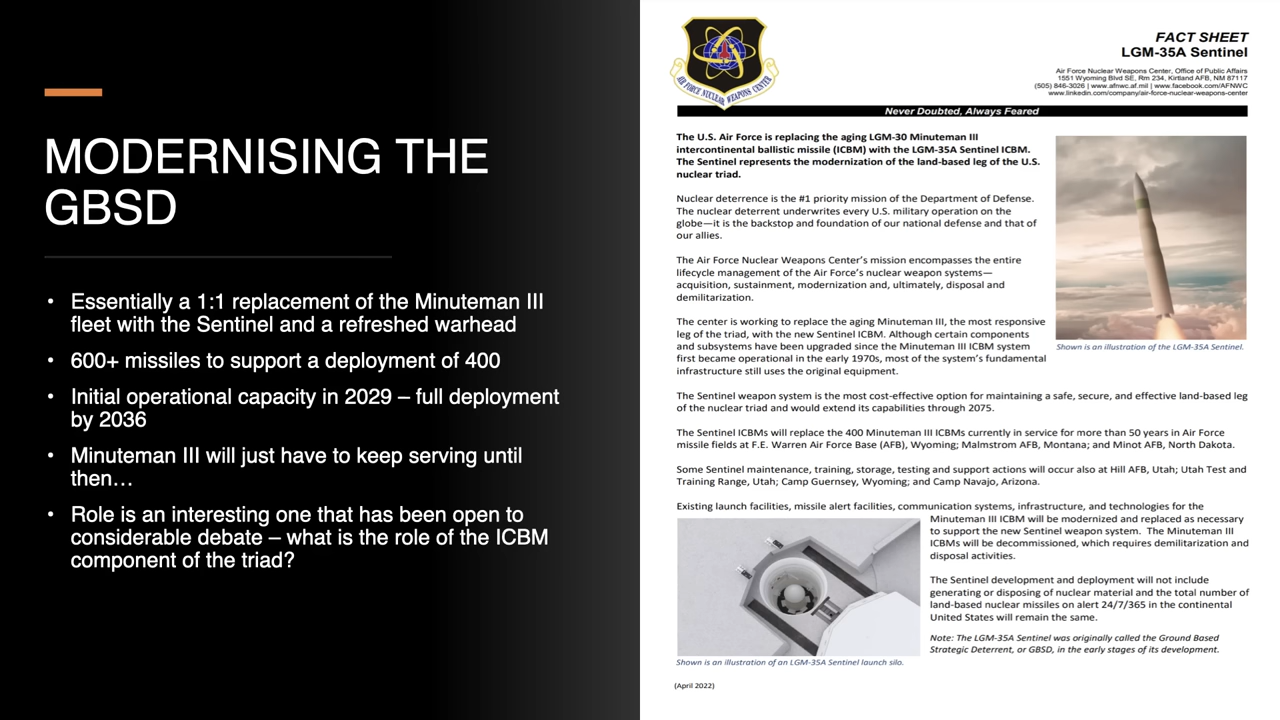 MODERNISING THE
GBSD
• Essentially a 1:1 replacement of the Minuteman III
fleet with the Sentinel and a refreshed warhead
• 600+ missiles to support a deployment of 400
• Initial operational capacity in 2029 – full deployment
by 2036
• Minuteman III will just have to keep serving until
then…
• Role is an interesting one that has been open to
considerable debate – what is the role of the ICBM
component of the triad?
AIR FORCE NUCLEAR WEAPONS CENTER
FACT SHEET
LGM-35A Sentinel
Air Force Nuclear Weapons Center, Office of Public Affairs
1551 Wyoming Blvd SE, Rm 234, Kirtland AFB, NM 87117
(505) 846-3026 | www.afnwc.af.mil | www.facebook.com/AFNWC
www.linkedin.com/company/air-force-nuclear-weapons-center
Never Doubted, Always Feared
The U.S. Air Force is replacing the aging LGM-30 Minuteman III
intercontinental ballistic missile (ICBM) with the LGM-35A Sentinel ICBM.
The Sentinel represents the modernization of the land-based leg of the U.S.
nuclear triad.
Nuclear deterrence is the #1 priority mission of the Department of Defense.
The nuclear deterrent underwrites every U.S. military operation on the
globe—it is the backstop and foundation of our national defense and that of
our allies.
The Air Force Nuclear Weapons Center's mission encompasses the entire
lifecycle management of the Air Force's nuclear weapon systems—
acquisition, sustainment, modernization and, ultimately, disposal and
demilitarization.
The center is working to replace the aging Minuteman III, the most responsive
leg of the triad, with the new Sentinel ICBM. Although certain components
and subsystems have been upgraded since the Minuteman III ICBM system
first became operational in the early 1970s, most of the system's fundamental
infrastructure still uses the original equipment.
Shown is an illustration of the LGM-35A Sentinel.
The Sentinel weapon system is the most cost-effective option for maintaining a safe, secure, and effective land-based leg
of the nuclear triad and would extend its capabilities through 2075.
The Sentinel ICBMs will replace the 400 Minuteman III ICBMs currently in service for more than 50 years in Air Force
missile fields at F.E. Warren Air Force Base (AFB), Wyoming; Malmstrom AFB, Montana; and Minot AFB, North Dakota.
Some Sentinel maintenance, training, storage, testing and support actions will occur also at Hill AFB, Utah; Utah Test and
Training Range, Utah; Camp Guernsey, Wyoming; and Camp Navajo, Arizona.
Existing launch facilities, missile alert facilities, communication systems, infrastructure, and technologies for the
Minuteman III ICBM will be modernized and replaced as necessary
to support the new Sentinel weapon system. The Minuteman III
ICBMs will be decommissioned, which requires demilitarization and
disposal activities.
The Sentinel development and deployment will not include
generating or disposing of nuclear material and the total number of
land-based nuclear missiles on alert 24/7/365 in the continental
United States will remain the same.
Note: The LGM-35A Sentinel was originally called the Ground Based
Strategic Deterrent, or GBSD, in the early stages of its development.
Shown is an illustration of an LGM-35A Sentinel launch silo.
(April 2022)